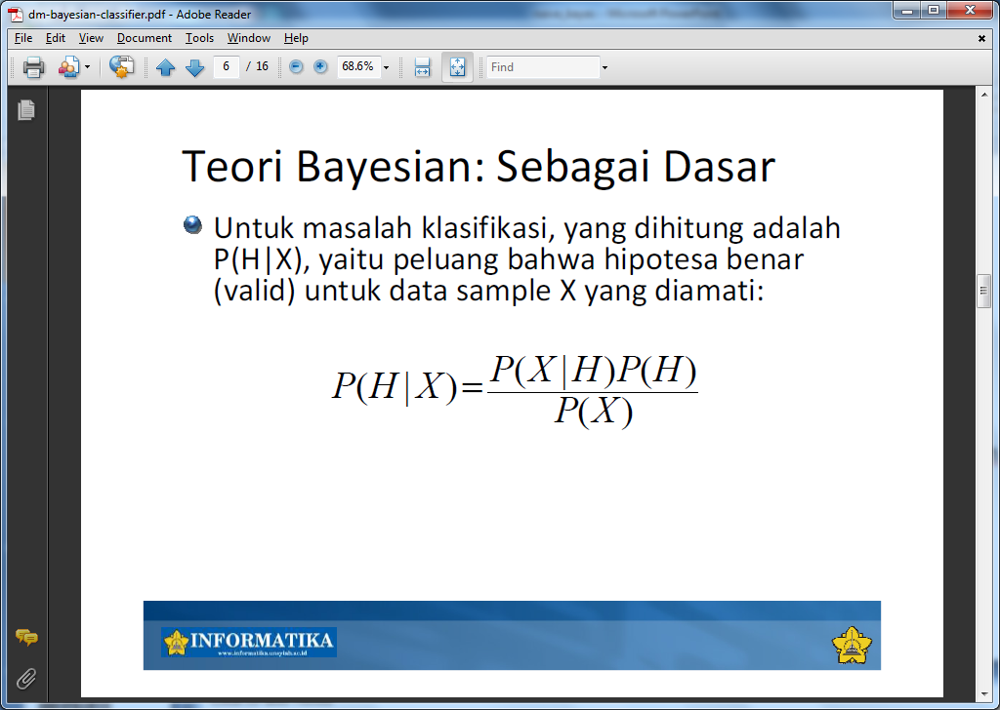 dm-bayesian-classifier.pdf - Adobe Reader
File Edit View Document Tools Window Help
6 / 16 68.6% Find
Teori Bayesian: Sebagai Dasar
Untuk masalah klasifikasi, yang dihitung adalah
P(H|X), yaitu peluang bahwa hipotesa benar
(valid) untuk data sample X yang diamati:
P(H|X)=P(X|H)P(H)
P(X)
INFORMATIKA
www.informatika.unsyiah.ac.id